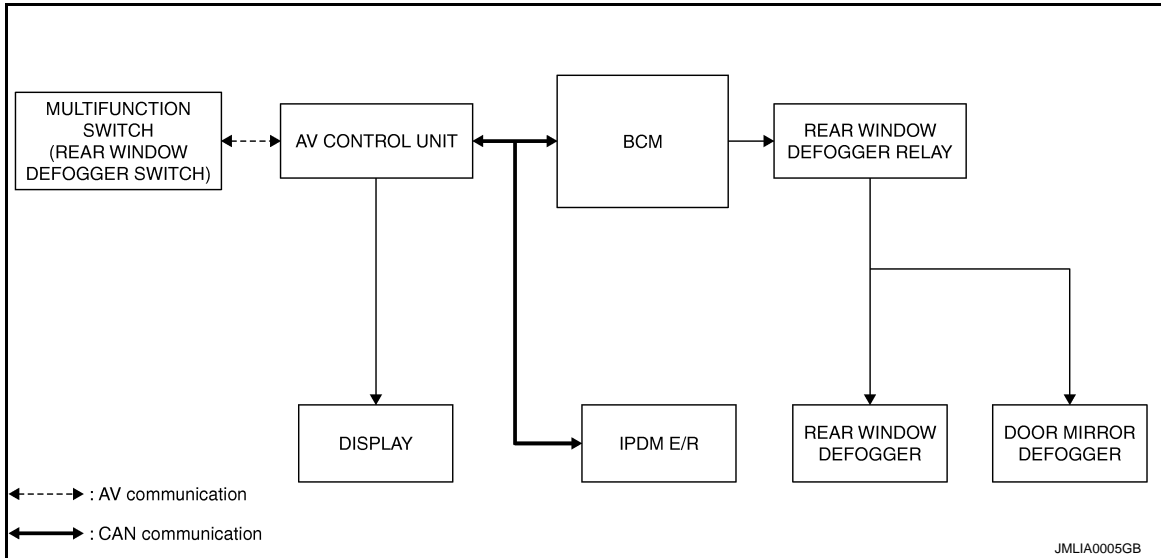 MULTIFUNCTION
SWITCH
(REAR WINDOW
DEFOGGER SWITCH)
AV CONTROL UNIT
BCM
REAR WINDOW
DEFOGGER RELAY
DISPLAY
IPDM E/R
REAR WINDOW
DEFOGGER
DOOR MIRROR
DEFOGGER
: AV communication
: CAN communication
JMLIA0005GB